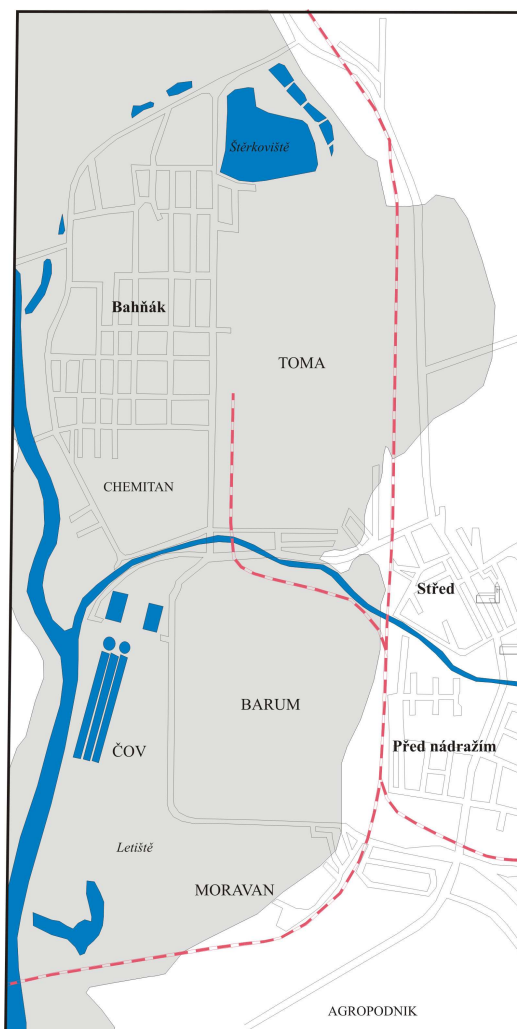 Štěrkoviště
Bahňák
TOMA
CHEMITAN
Střed
BARUM
Před nádražím
ČOV
Letiště
MORAVAN
AGROPODNIK